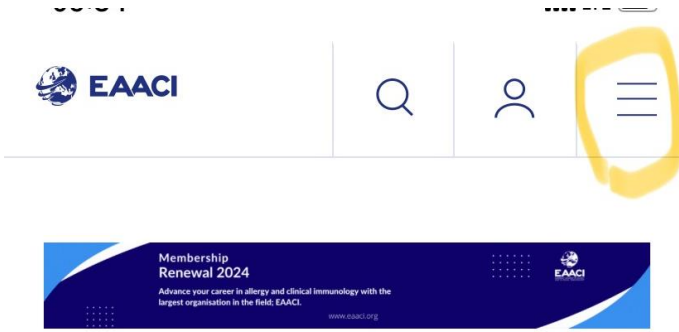 EAACI
Membership
Renewal 2024
EAACI
Advance your career in allergy and clinical immunology with the
largest organisation in the field; EAACI.
www.eaaci.org